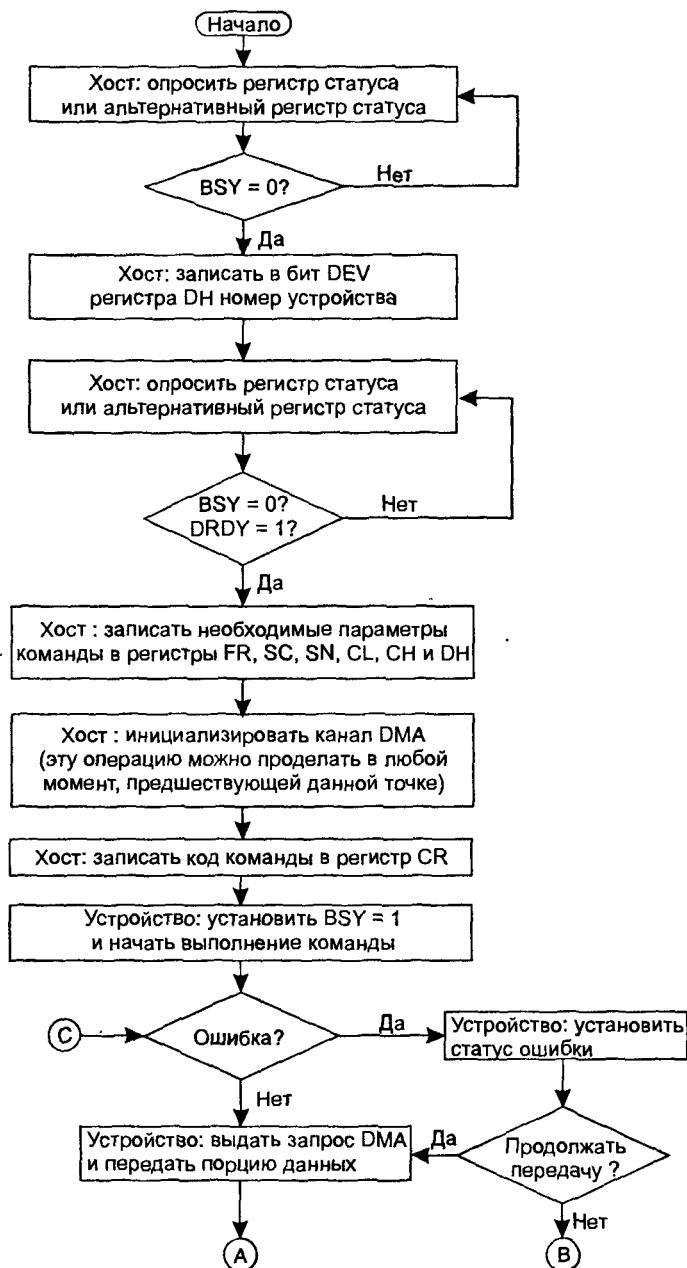 Начало
Хост: опросить регистр статуса
или альтернативный регистр статуса
BSY = 0?
Нет
Да
Хост: записать в бит DEV
регистра DH номер устройства
Хост: опросить регистр статуса
или альтернативный регистр статуса
BSY = 0?
DRDY = 1?
Нет
Да
Хост : записать необходимые параметры
команды в регистры FR, SC, SN, CL, CH и DH
Хост : инициализировать канал DMA
(эту операцию можно проделать в любой
момент, предшествующей данной точке)
Хост: записать код команды в регистр CR
Устройство: установить BSY = 1
и начать выполнение команды
C
Ошибка?
Да
Устройство: установить
статус ошибки
Нет
Устройство: выдать запрос DMA
и передать порцию данных
Да
Продолжать
передачу ?
Нет
A
B